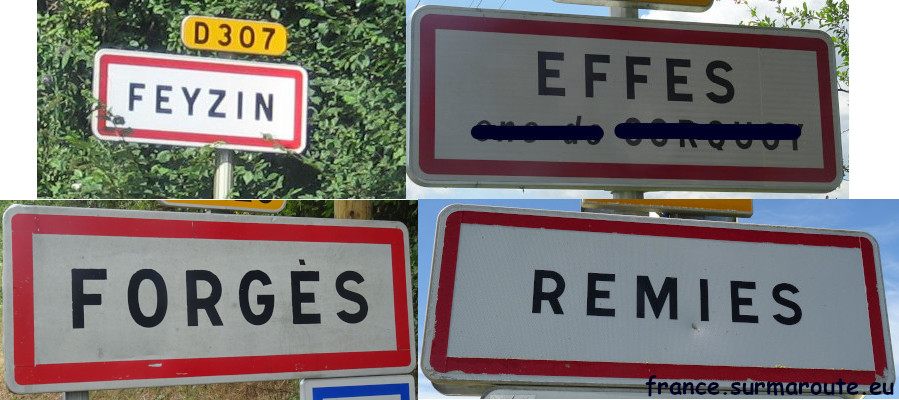 D307
FEYZIN
EFFES
FORGÈS
REMIES
france.surmaroute.eu